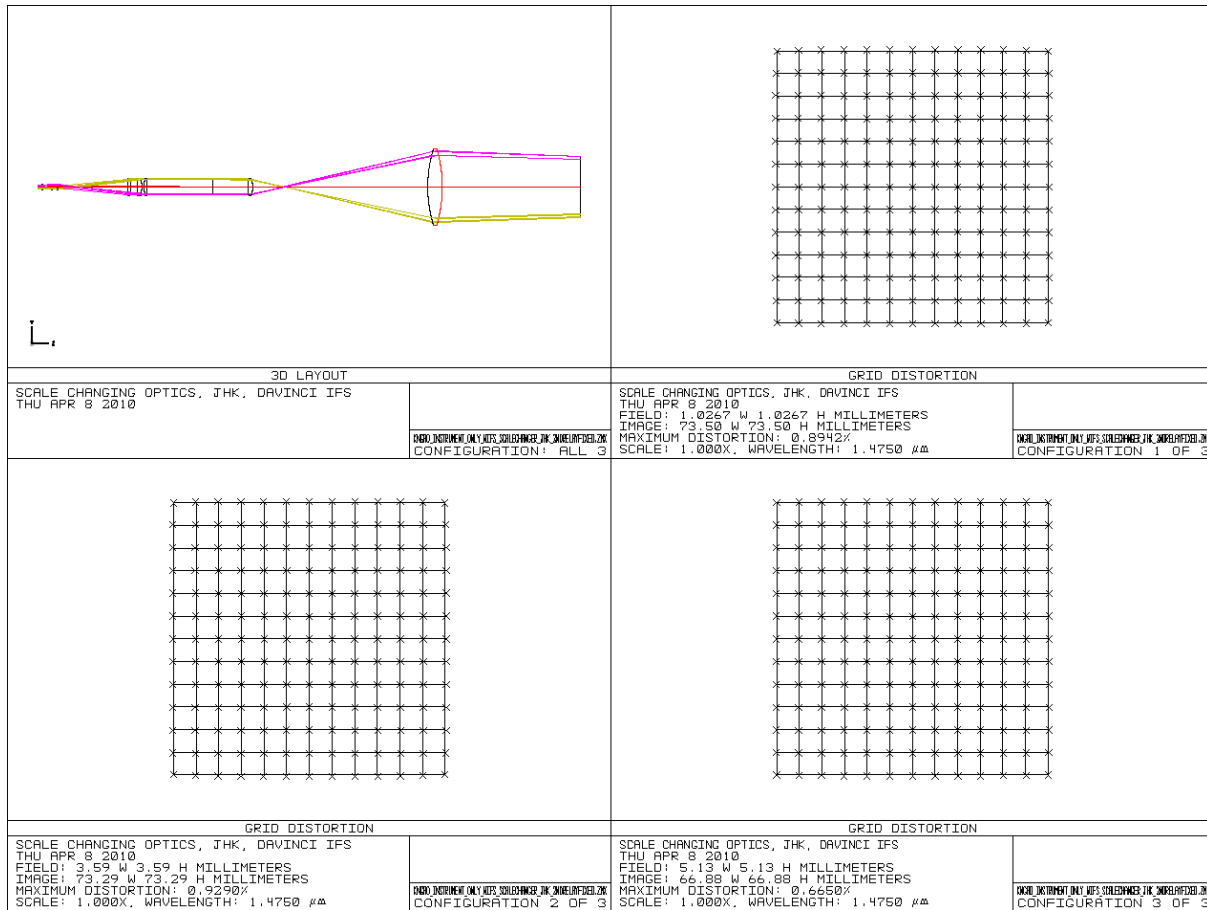 3D LAYOUT
SCALE CHANGING OPTICS, JHK, DAVINCI IFS
THU APR 8 2010
CONFIGURATION: ALL 3
GRID DISTORTION
SCALE CHANGING OPTICS, JHK, DAVINCI IFS
THU APR 8 2010
FIELD: 1.0267 W 1.0267 H MILLIMETERS
IMAGE: 73.50 W 73.50 H MILLIMETERS
MAXIMUM DISTORTION: 0.8942%
SCALE: 1.000X, WAVELENGTH: 1.4750 µm
CONFIGURATION 1 OF 3
GRID DISTORTION
SCALE CHANGING OPTICS, JHK, DAVINCI IFS
THU APR 8 2010
FIELD: 3.59 W 3.59 H MILLIMETERS
IMAGE: 73.29 W 73.29 H MILLIMETERS
MAXIMUM DISTORTION: 0.9290%
SCALE: 1.000X, WAVELENGTH: 1.4750 µm
CONFIGURATION 2 OF 3
GRID DISTORTION
SCALE CHANGING OPTICS, JHK, DAVINCI IFS
THU APR 8 2010
FIELD: 5.13 W 5.13 H MILLIMETERS
IMAGE: 66.88 W 66.88 H MILLIMETERS
MAXIMUM DISTORTION: 0.6650%
SCALE: 1.000X, WAVELENGTH: 1.4750 µm
CONFIGURATION 3 OF 3